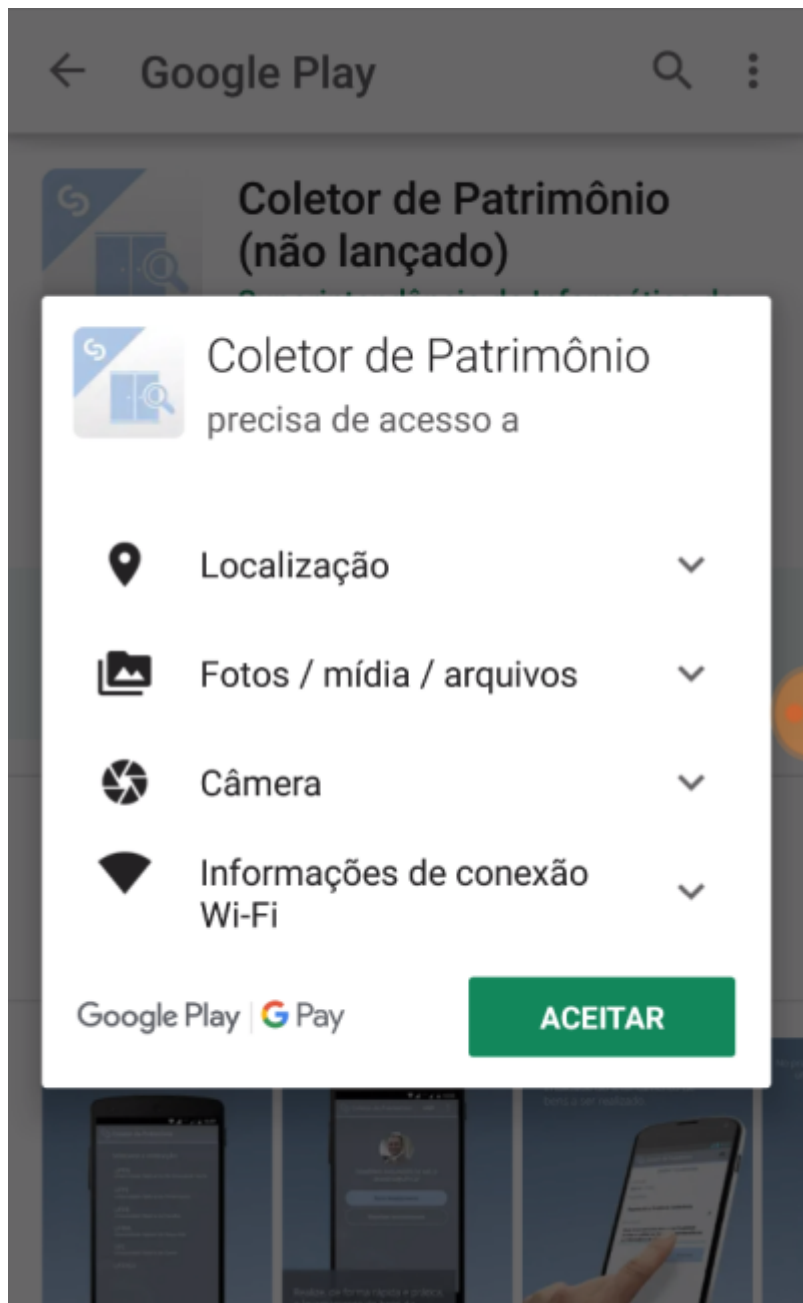 Google Play
Coletor de Patrimônio
(não lançado)
Coletor de Patrimônio
precisa de acesso a
Localização
Fotos / mídia / arquivos
Câmera
Informações de conexão
Wi-Fi
Google Play | G Pay
ACEITAR